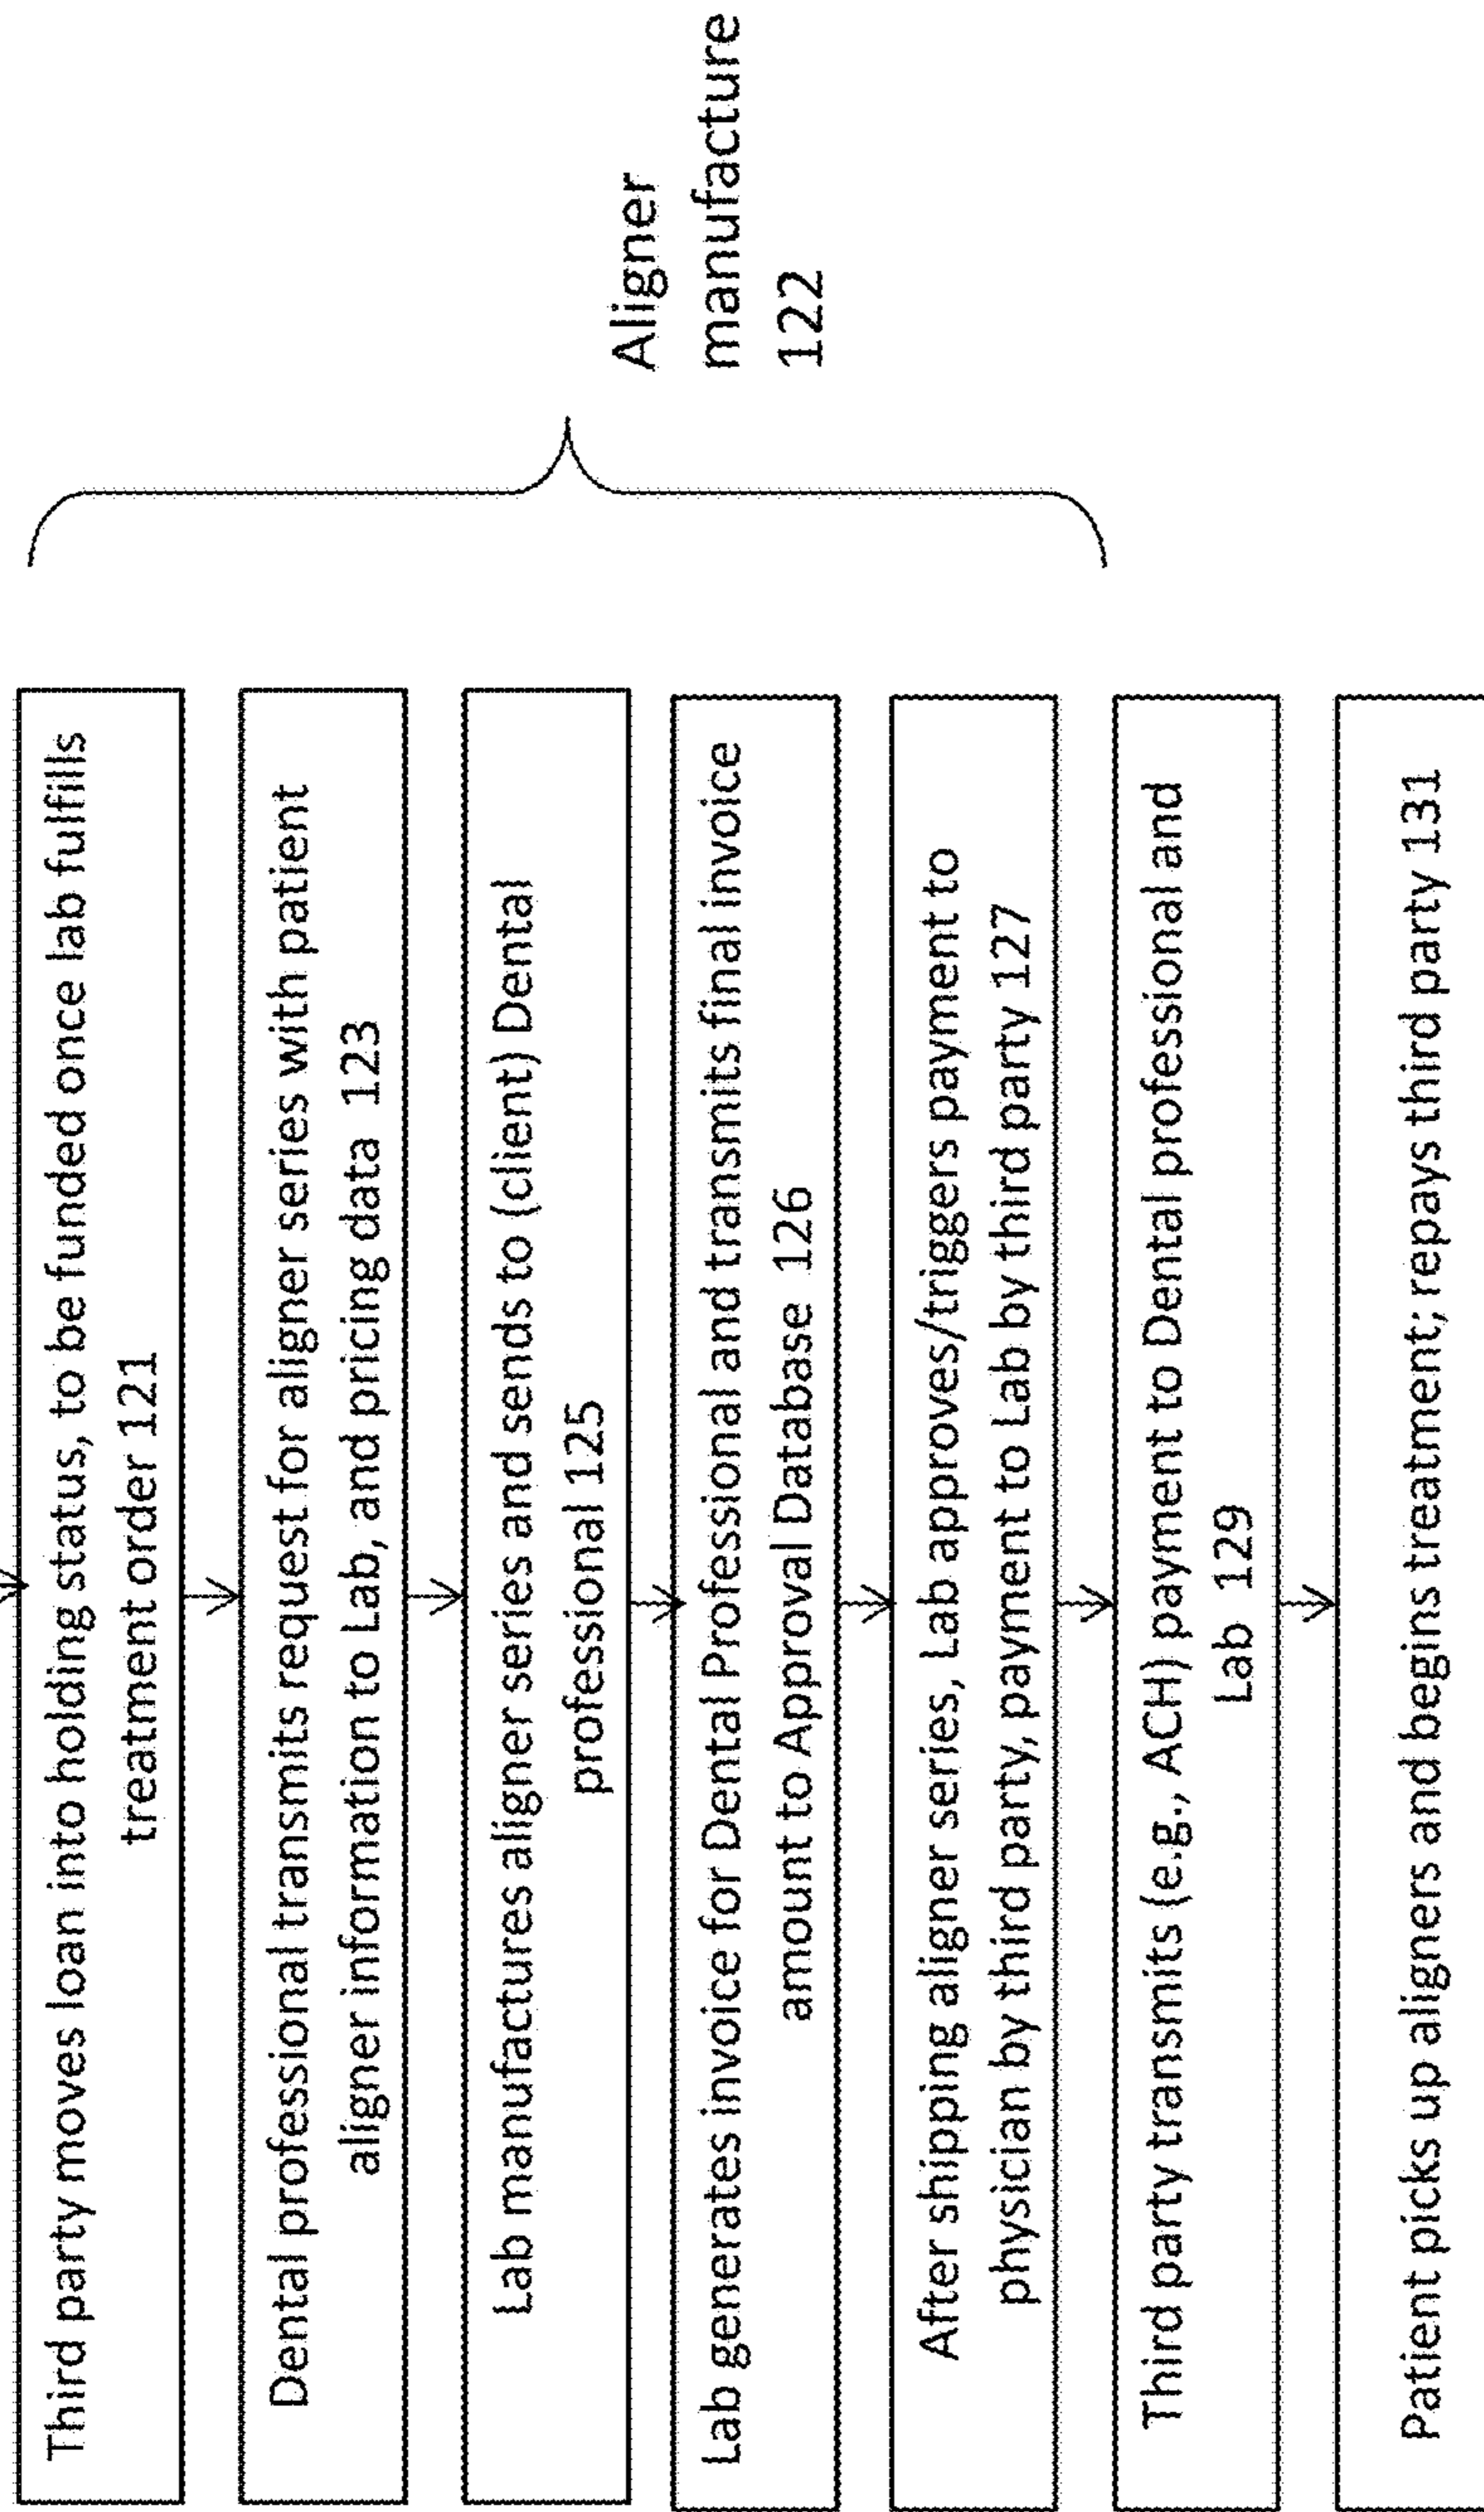 Third party moves loan into holding status, to be funded once lab fulfills
treatment order 121
Dental professional transmits request for aligner series with patient
aligner information to Lab, and pricing data 123
Lab manufactures aligner series and sends to (client) Dental
professional 125
Lab generates invoice for Dental Professional and transmits final invoice
amount to Approval Database 126
After shipping aligner series, Lab approves/triggers payment to
physician by third party, payment to Lab by third party 127
Third party transmits (e.g., ACH) payment to Dental professional and
Lab 129
Patient picks up aligners and begins treatment; repays third party 131
Aligner
manufacture
122